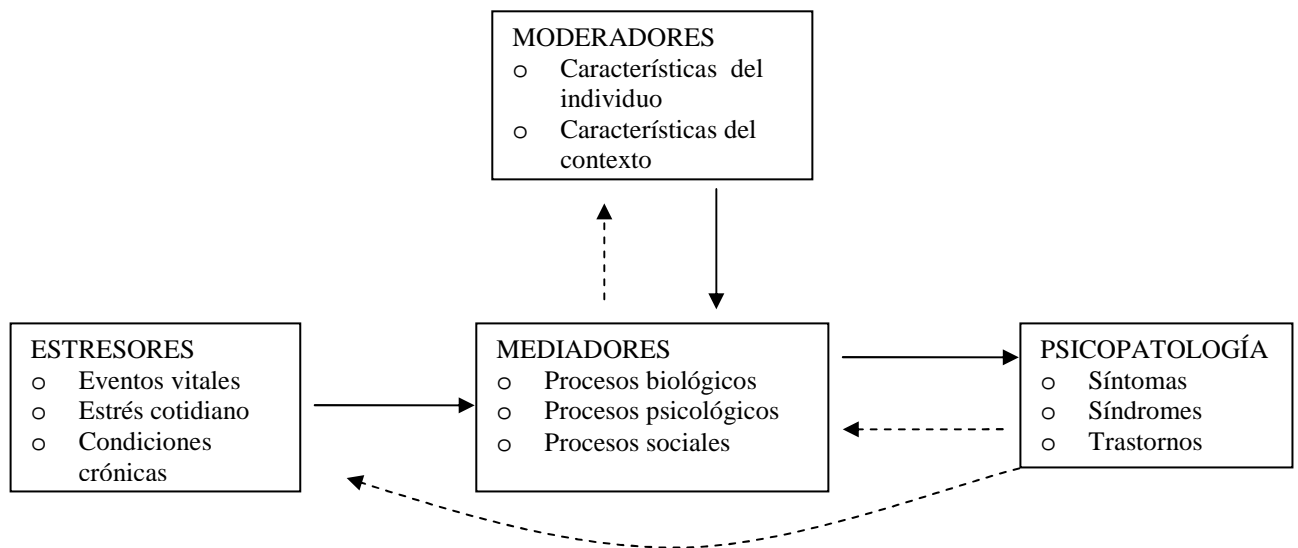 MODERADORES
o Características del
individuo
o Características del
contexto
ESTRESORES
o Eventos vitales
o Estrés cotidiano
o Condiciones
crónicas
MEDIADORES
o Procesos biológicos
o Procesos psicológicos
o Procesos sociales
PSICOPATOLOGÍA
o Síntomas
o Síndromes
o Trastornos